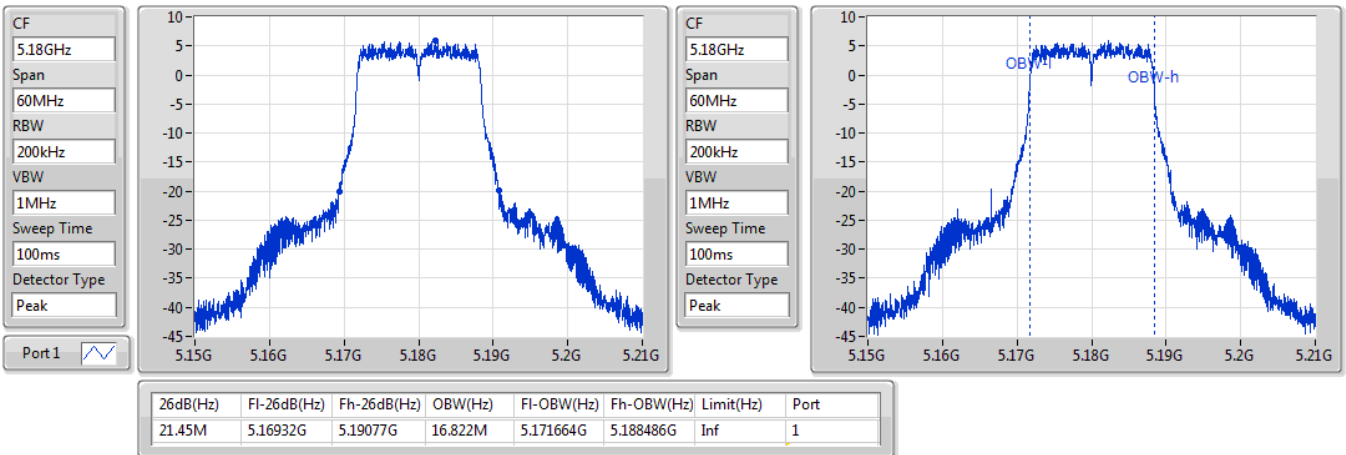 CF
5.18GHz
Span
60MHz
RBW
200kHz
VBW
1MHz
Sweep Time
100ms
Detector Type
Peak
Port 1
10
5
0
-5
-10
-15
-20
-25
-30
-35
-40
-45
5.15G 5.16G 5.17G 5.18G 5.19G 5.2G 5.21G
CF
5.18GHz
Span
60MHz
RBW
200kHz
VBW
1MHz
Sweep Time
100ms
Detector Type
Peak
10
5
0
-5
-10
-15
-20
-25
-30
-35
-40
-45
OBW-l
OBW-h
5.15G 5.16G 5.17G 5.18G 5.19G 5.2G 5.21G
26dB(Hz) Fl-26dB(Hz) Fh-26dB(Hz) OBW(Hz) Fl-OBW(Hz) Fh-OBW(Hz) Limit(Hz) Port
21.45M 5.16932G 5.19077G 16.822M 5.171664G 5.188486G Inf 1